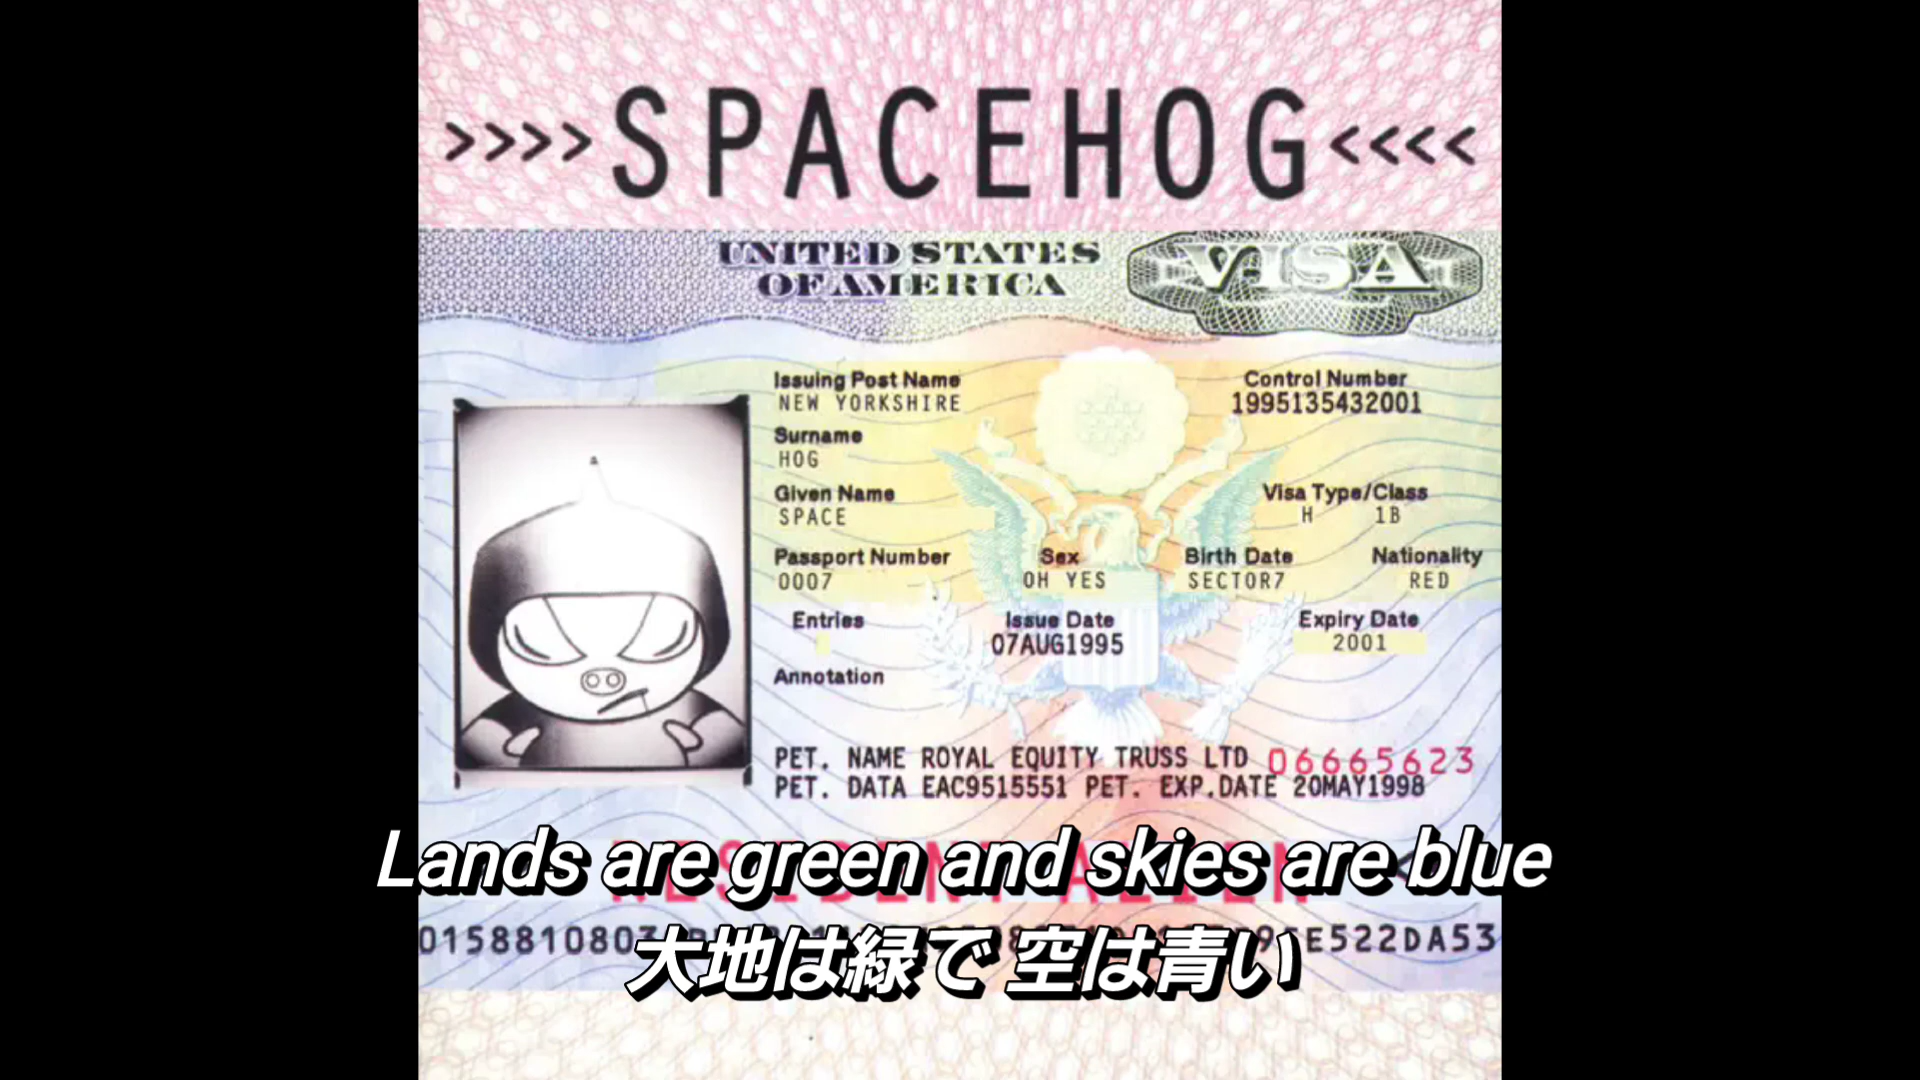 >>>>SPACEHOG<<<<
UNITED STATES
OF AMERICA
VISA
Issuing Post Name
NEW YORKSHIRE
Control Number
1995135432001
Surname
HOG
Given Name
SPACE
Visa Type/Class
H 1B
Passport Number
0007
Sex
OH YES
Birth Date
SECTOR7
Nationality
RED
Entries
Issue Date
07AUG1995
Expiry Date
2001
Annotation
PET. NAME ROYAL EQUITY TRUSS LTD
06665623
PET. DATA EAC9515551 PET. EXP.DATE 20MAY1998
RESIDENT ALIEN
Lands are green and skies are blue
大地は緑で 空は青い